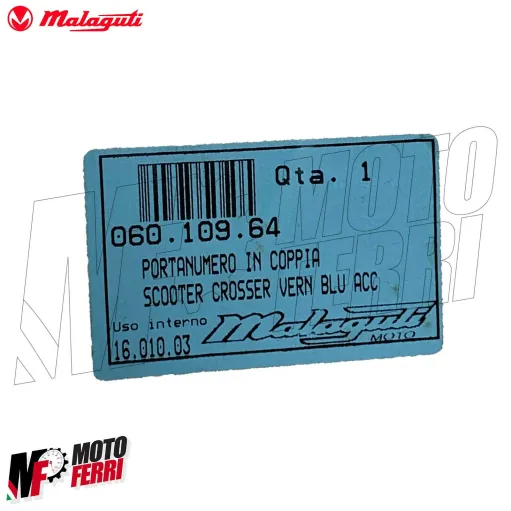 Malaguti
Qta. 1
060.109.64
PORTANUMERO IN COPPIA
SCOOTER CROSSER VERN BLU ACC
Uso interno
16.010.03
Malaguti
MOTO
MOTO
FERRI
MF
MOTO
FERRI